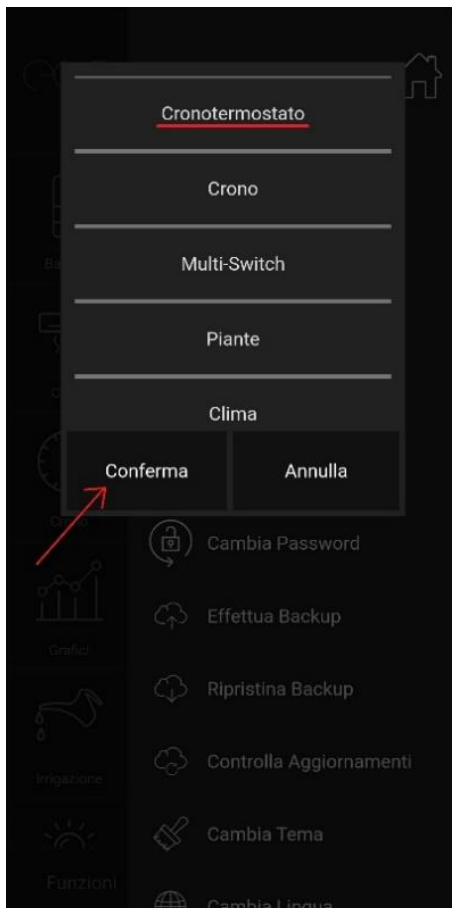 Cronotermostato
Crono
Multi-Switch
Piante
Clima
Conferma
Annulla
Cambia Password
Effettua Backup
Grafici
Ripristina Backup
Controlla Aggiornamenti
Irrigazione
Cambia Tema
Funzioni
Cambia Lingua